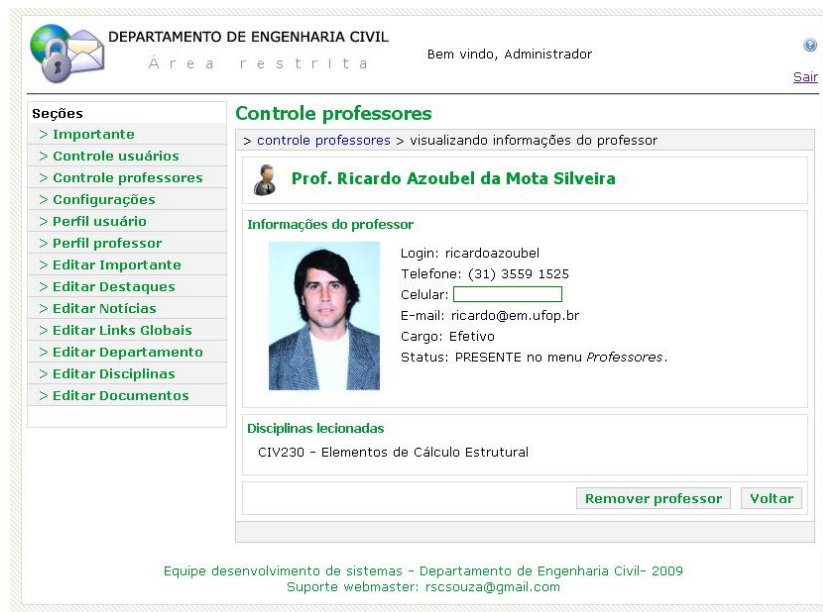 DEPARTAMENTO DE ENGENHARIA CIVIL
Área restrita
Bem vindo, Administrador
Sair
Seções
> Importante
> Controle usuários
> Controle professores
> Configurações
> Perfil usuário
> Perfil professor
> Editar Importante
> Editar Destaques
> Editar Notícias
> Editar Links Globais
> Editar Departamento
> Editar Disciplinas
> Editar Documentos
Controle professores
> controle professores > visualizando informações do professor
Prof. Ricardo Azoubel da Mota Silveira
Informações do professor
Login: ricardoazoubel
Telefone: (31) 3559 1525
Celular:
E-mail: ricardo@em.ufop.br
Cargo: Efetivo
Status: PRESENTE no menu Professores.
Disciplinas lecionadas
CIV230 - Elementos de Cálculo Estrutural
Remover professor Voltar
Equipe desenvolvimento de sistemas - Departamento de Engenharia Civil- 2009
Suporte webmaster: rscsouza@gmail.com